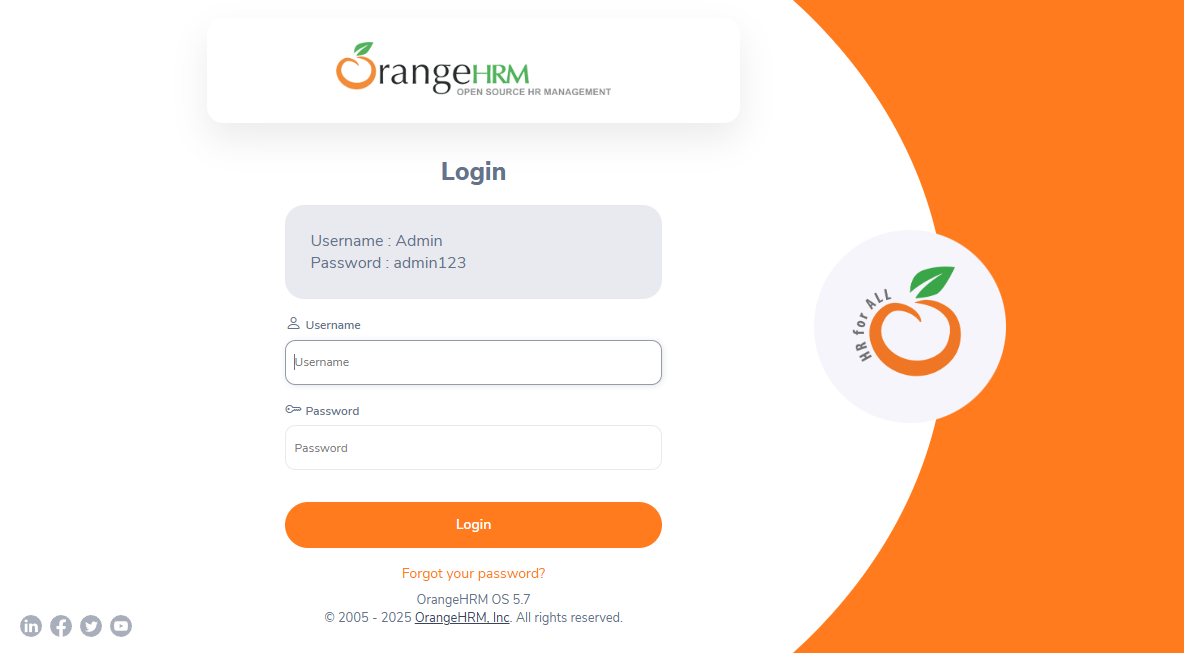 OrangeHRM
OPEN SOURCE HR MANAGEMENT
Login
Username : Admin
Password : admin123
Username
Username
Password
Password
Login
Forgot your password?
OrangeHRM OS 5.7
© 2005 - 2025 OrangeHRM, Inc. All rights reserved.
HR for ALL
in